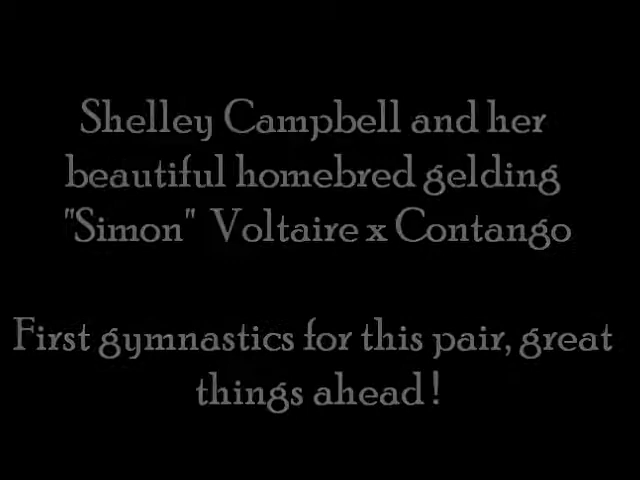 Shelley Campbell and her
beautiful homebred gelding
"Simon" Voltaire x Contango
First gymnastics for this pair, great
things ahead!